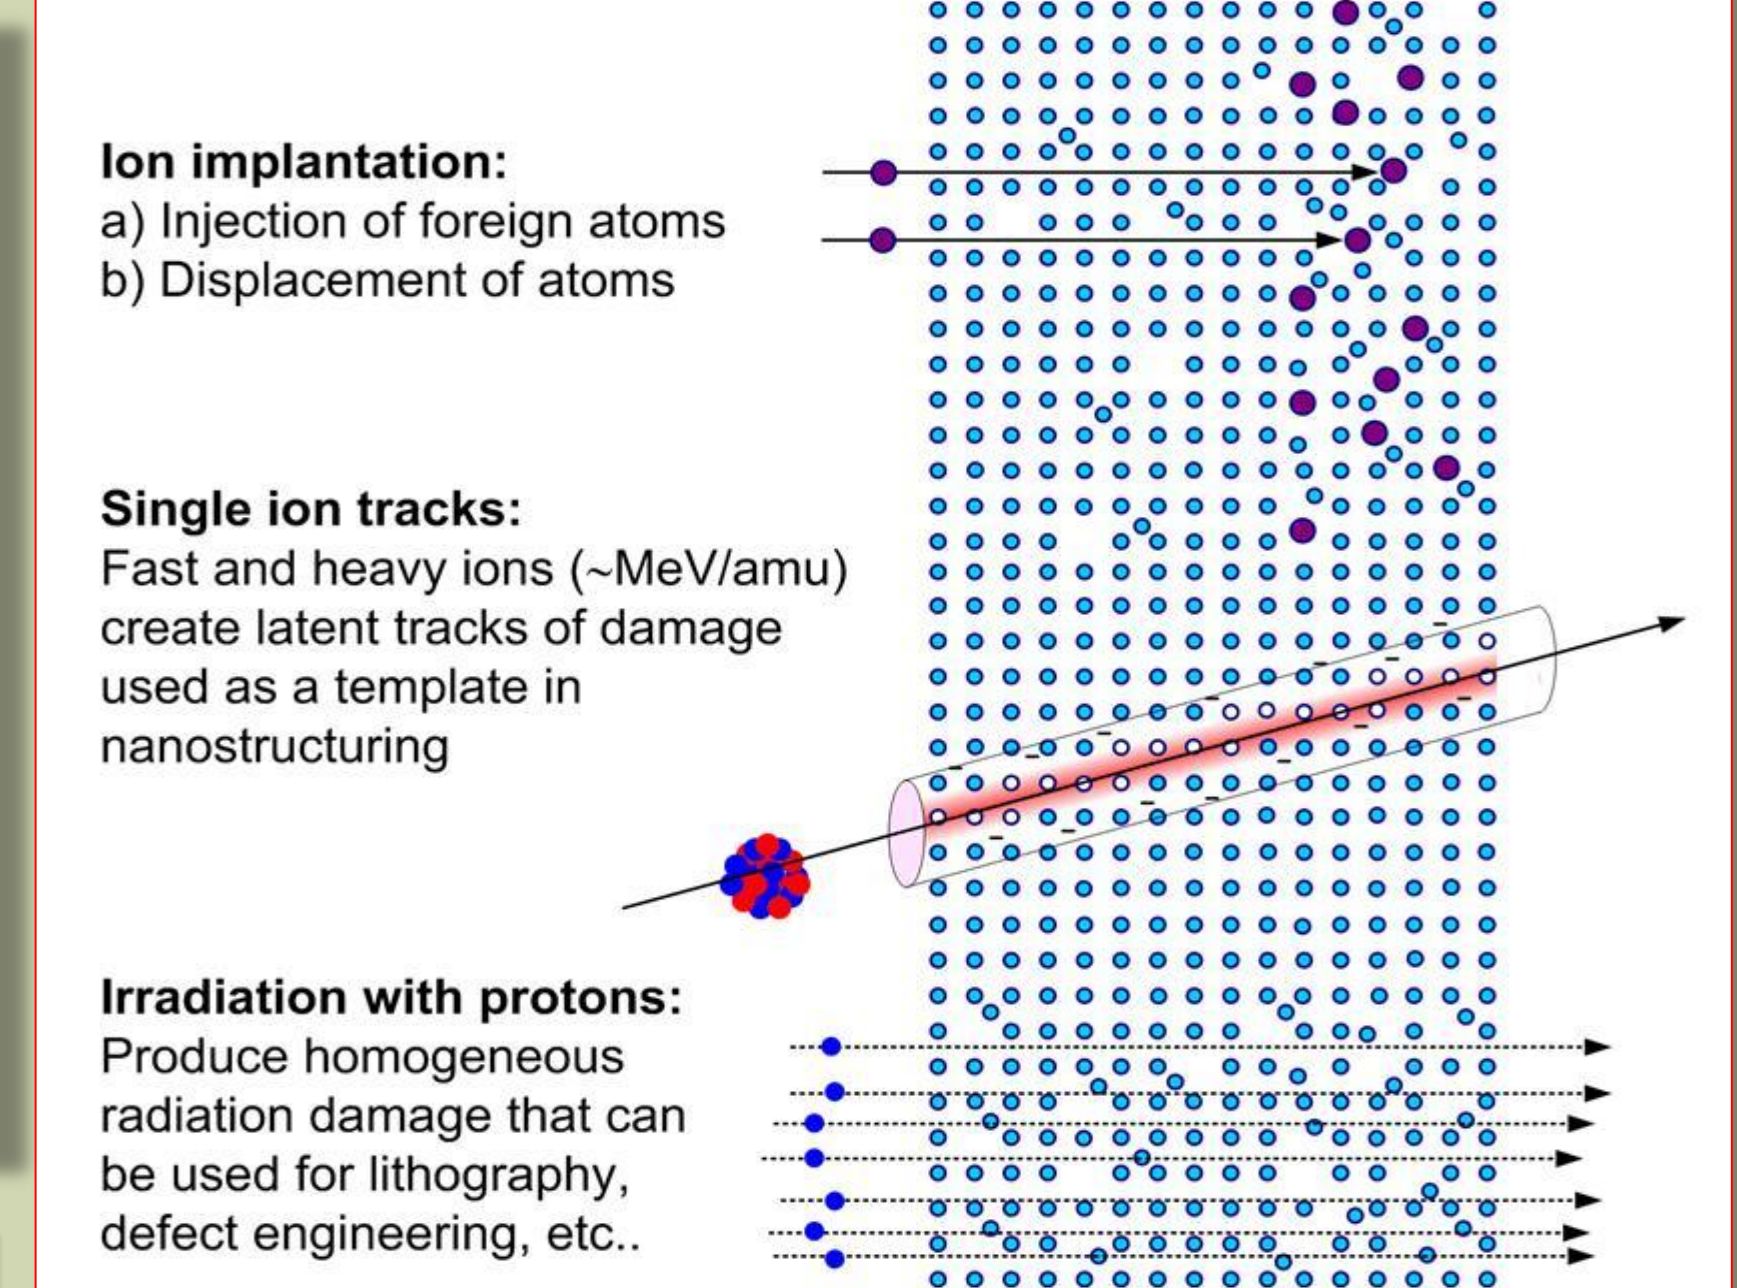 Ion implantation:
a) Injection of foreign atoms
b) Displacement of atoms
Single ion tracks:
Fast and heavy ions (~MeV/amu)
create latent tracks of damage
used as a template in
nanostructuring
Irradiation with protons:
Produce homogeneous
radiation damage that can
be used for lithography,
defect engineering, etc..